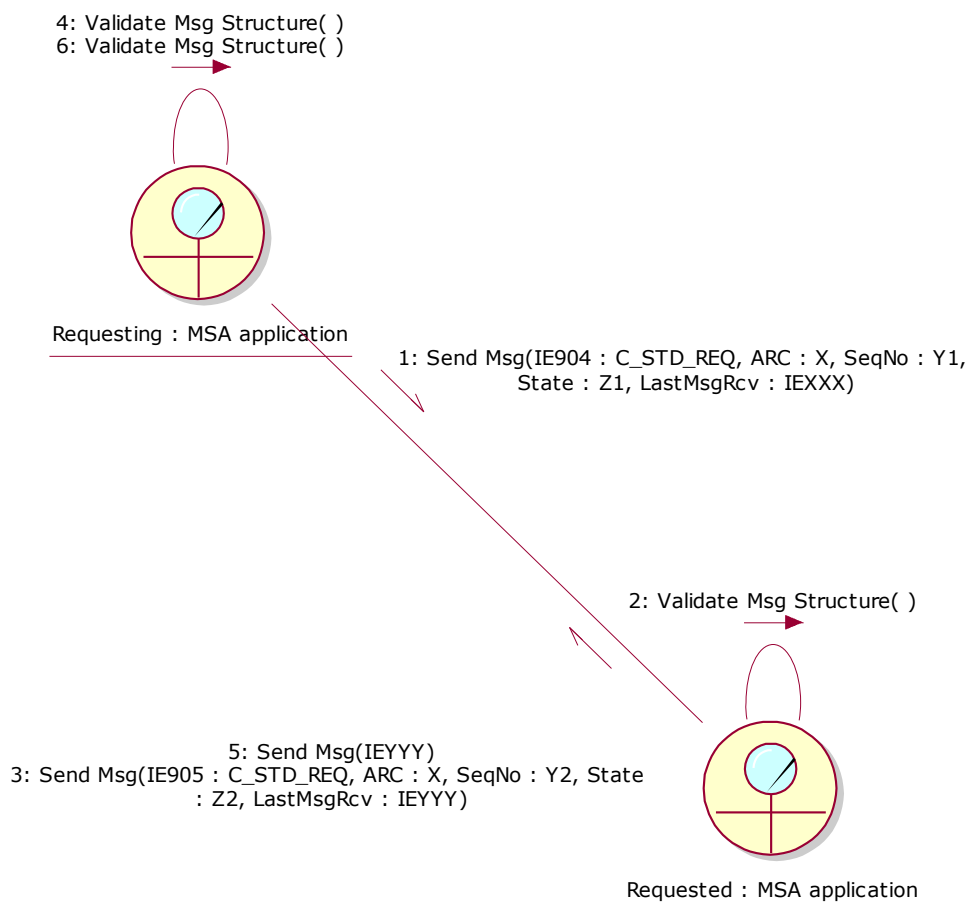 4: Validate Msg Structure( )
6: Validate Msg Structure( )
Requesting : MSA application
1: Send Msg(IE904 : C_STD_REQ, ARC : X, SeqNo : Y1,
State : Z1, LastMsgRcv : IEXXX)
2: Validate Msg Structure( )
5: Send Msg(IEYYY)
3: Send Msg(IE905 : C_STD_REQ, ARC : X, SeqNo : Y2, State
: Z2, LastMsgRcv : IEYYY)
Requested : MSA application